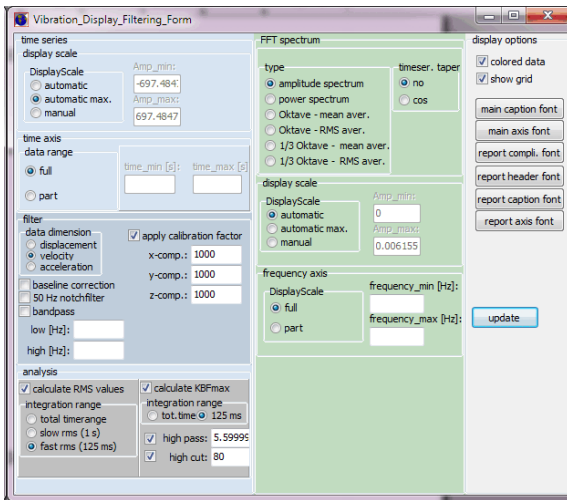 Vibration_Display_Filtering_Form
time series
display scale
DisplayScale
automatic
automatic max.
manual
Amp_min:
-697.484
Amp_max:
697.4847
time axis
data range
full
part
time_min [s]:
time_max [s]
filter
data dimension
displacement
velocity
acceleration
baseline correction
50 Hz notchfilter
bandpass
low [Hz]:
high [Hz]:
apply calibration factor
x-comp.: 1000
y-comp.: 1000
z-comp.: 1000
analysis
calculate RMS values
integration range
total timerange
slow rms (1 s)
fast rms (125 ms)
calculate KBFmax
integration range
tot.time 125 ms
high pass: 5.59999
high cut: 80
FFT spectrum
type
amplitude spectrum
power spectrum
Oktave - mean aver.
Oktave - RMS aver.
1/3 Oktave - mean aver.
1/3 Oktave - RMS aver.
timeser. taper
no
cos
display scale
DisplayScale
automatic
automatic max.
manual
Amp_min:
0
Amp_max:
0.006155
frequency axis
DisplayScale
full
part
frequency_min [Hz]:
frequency_max [Hz]:
display options
colored data
show grid
main caption font
main axis font
report compli. font
report header font
report caption font
report axis font
update